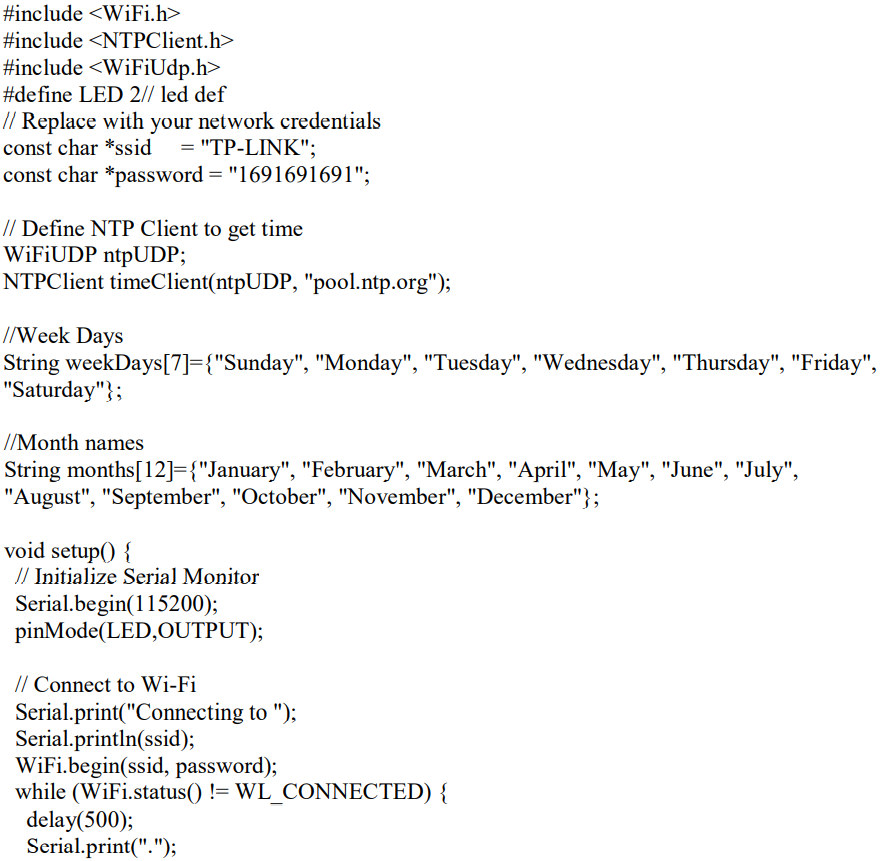 #include <WiFi.h>
#include <NTPClient.h>
#include <WiFiUdp.h>
#define LED 2// led def
// Replace with your network credentials
const char *ssid     = "TP-LINK";
const char *password = "1691691691";

// Define NTP Client to get time
WiFiUDP ntpUDP;
NTPClient timeClient(ntpUDP, "pool.ntp.org");

//Week Days
String weekDays[7]={"Sunday", "Monday", "Tuesday", "Wednesday", "Thursday", "Friday",
"Saturday"};

//Month names
String months[12]={"January", "February", "March", "April", "May", "June", "July",
"August", "September", "October", "November", "December"};

void setup() {
  // Initialize Serial Monitor
  Serial.begin(115200);
  pinMode(LED,OUTPUT);

  // Connect to Wi-Fi
  Serial.print("Connecting to ");
  Serial.println(ssid);
  WiFi.begin(ssid, password);
  while (WiFi.status() != WL_CONNECTED) {
    delay(500);
    Serial.print(".");